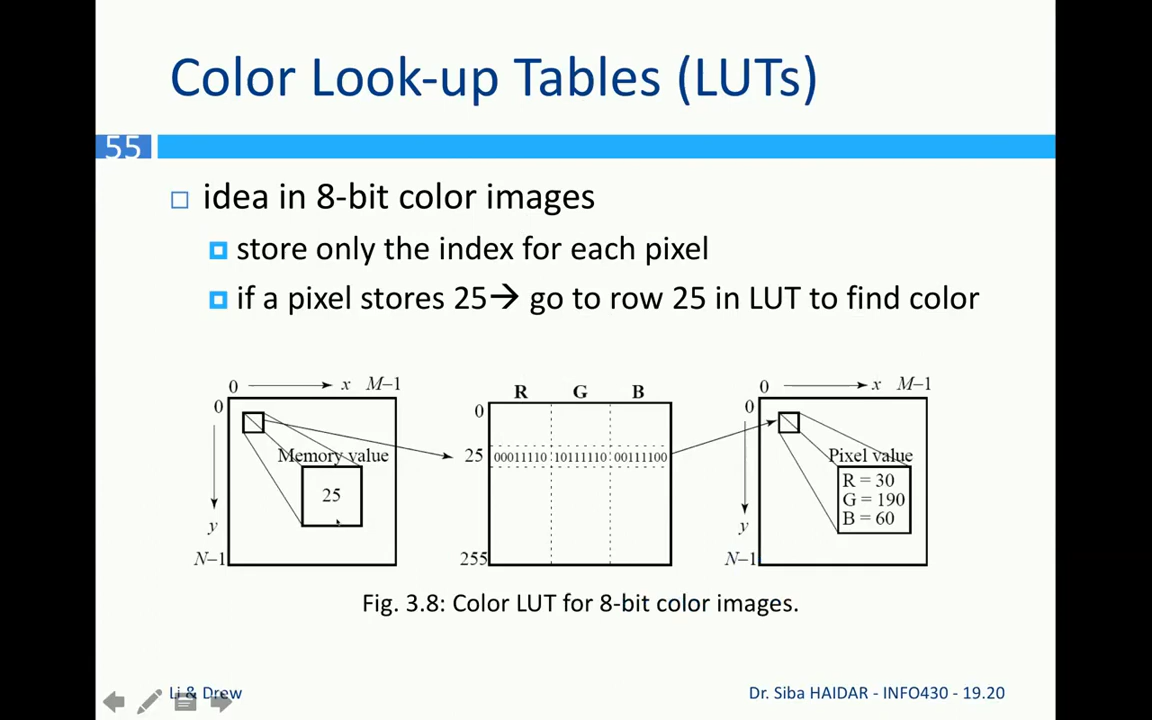 Color Look-up Tables (LUTs)
55
idea in 8-bit color images
store only the index for each pixel
if a pixel stores 25→ go to row 25 in LUT to find color
0 x M–1
0
Memory value
25
y
N–1
R G B
0
25 00011110 10111110 00111100
255
0 x M–1
0
Pixel value
R = 30
G = 190
B = 60
y
N–1
Fig. 3.8: Color LUT for 8-bit color images.
Li & Drew
Dr. Siba HAIDAR - INFO430 - 19.20